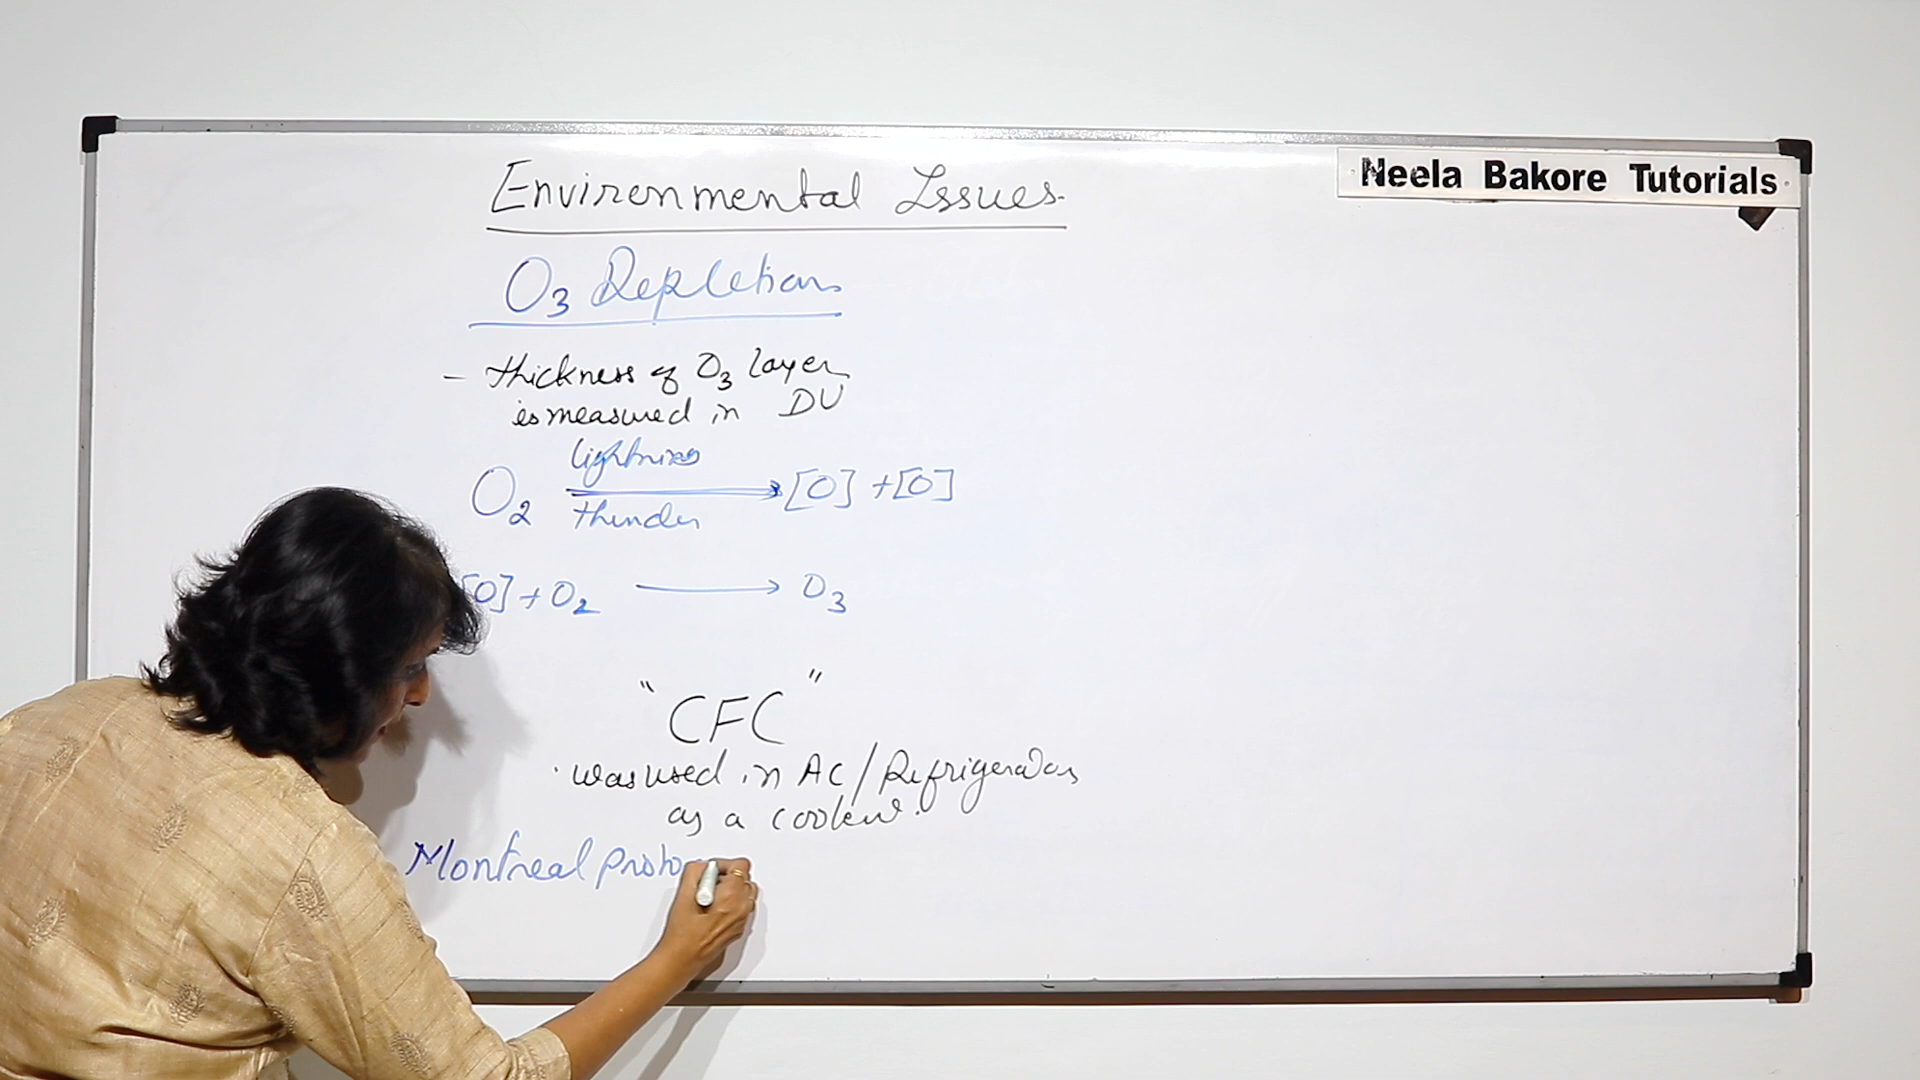 Environmental Issues.
Neela Bakore Tutorials
O3 Depletion
- thickness of O3 layer
is measured in DU
lightning
O2 → [O] + [O]
thunder
[O] + O2 → O3
"CFC"
· was used in AC/Refrigerators
as a coolent.
Montreal proto